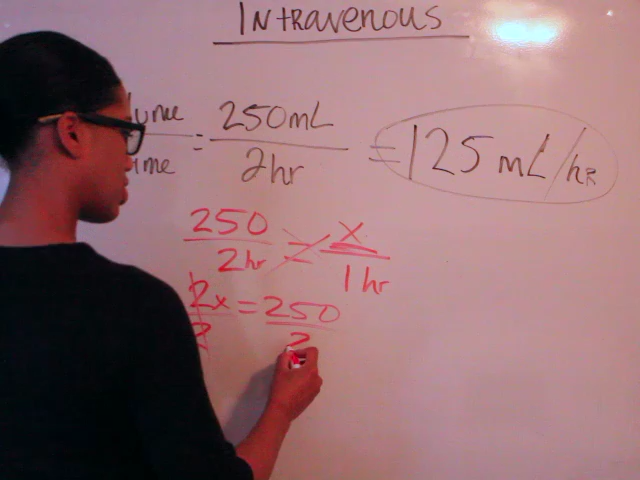 INTRAVENOUS
= 250mL / 2hr = 125 mL/hR
250 / 2hr = x / 1hr
2x = 250
2 2